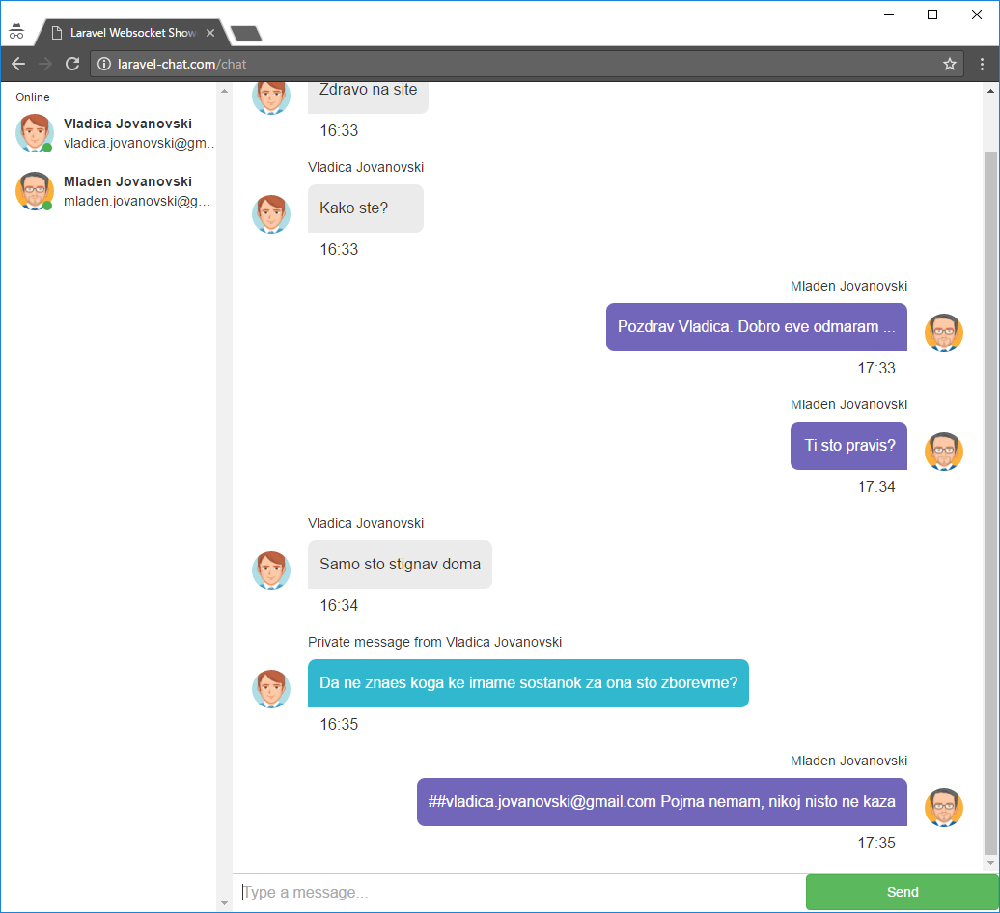 Laravel Websocket Show
laravel-chat.com/chat
Online
Vladica Jovanovski
vladica.jovanovski@gm...
Mladen Jovanovski
mladen.jovanovski@g...
Zdravo na site
16:33
Vladica Jovanovski
Kako ste?
16:33
Mladen Jovanovski
Pozdrav Vladica. Dobro eve odmaram ...
17:33
Mladen Jovanovski
Ti sto pravis?
17:34
Vladica Jovanovski
Samo sto stignav doma
16:34
Private message from Vladica Jovanovski
Da ne znaes koga ke imame sostanok za ona sto zborevme?
16:35
Mladen Jovanovski
##vladica.jovanovski@gmail.com Pojma nemam, nikoj nisto ne kaza
17:35
Type a message...
Send